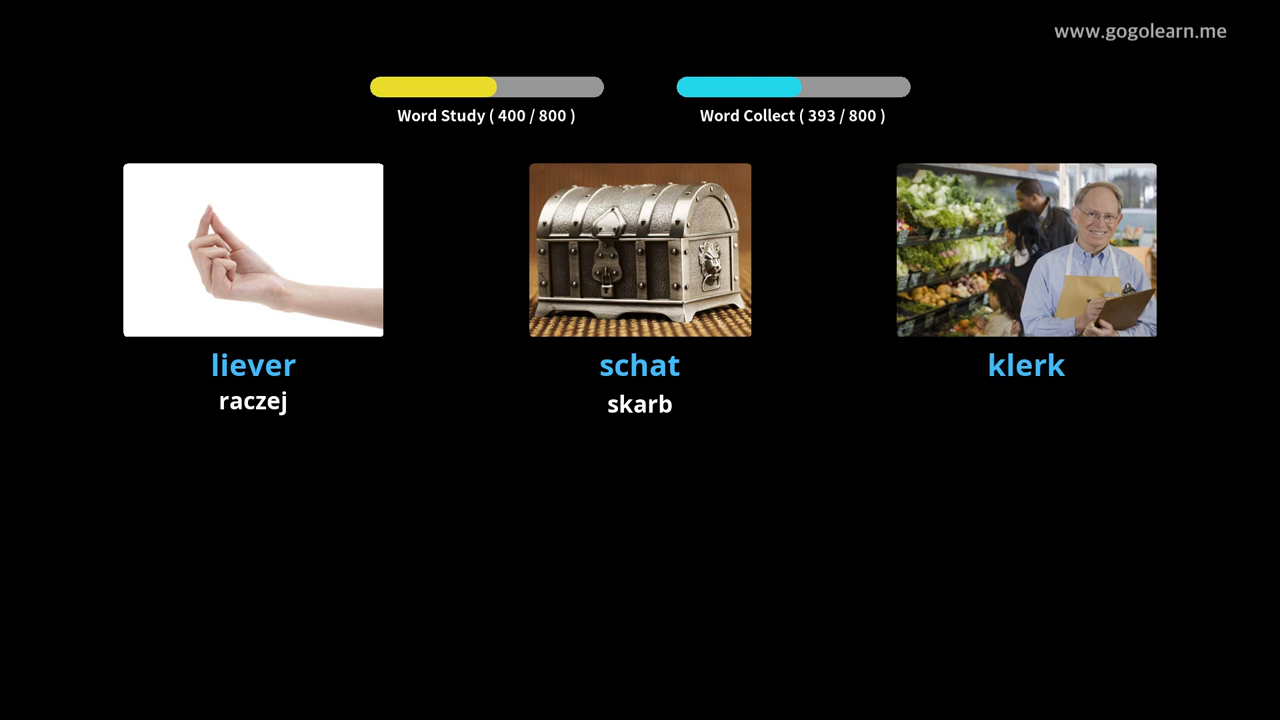 www.gogolearn.me
Word Study ( 400 / 800 )
Word Collect ( 393 / 800 )
liever
raczej
schat
skarb
klerk